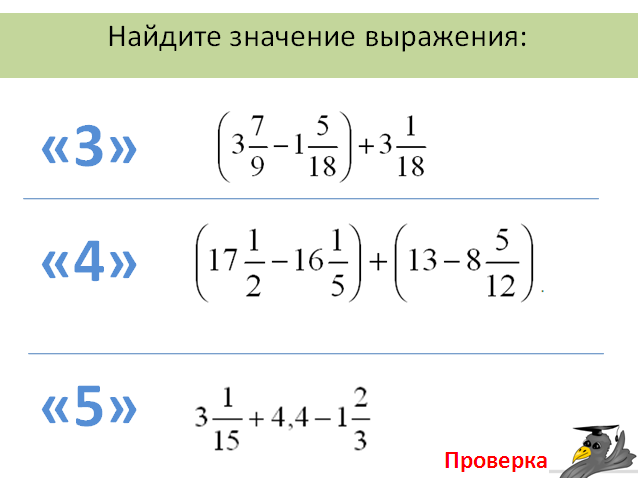 Найдите значение выражения:
«3» (3 7/9 − 1 5/18) + 3 1/18
«4» (17 1/2 − 16 1/5) + (13 − 8 5/12) .
«5» 3 1/15 + 4,4 − 1 2/3
Проверка